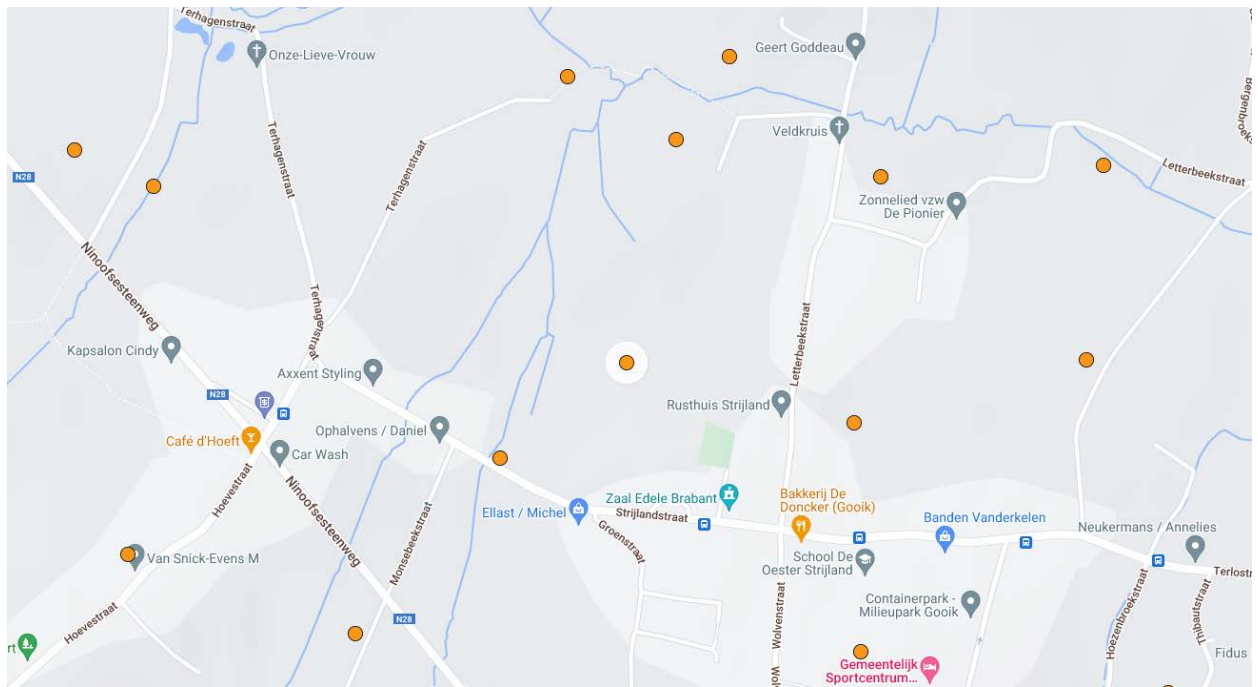 Terhagenstraat
Onze-Lieve-Vrouw
Geert Goddeau
Veldkruis
Letterbeekstraat
N28
Terhagenstraat
Terhagenstraat
Zonnelied vzw
De Pionier
Ninoofsesteenweg
Terhagenstraat
Kapsalon Cindy
Axxent Styling
Letterbeekstraat
N28
Rusthuis Strijland
Café d'Hoeft
Ophalvens / Daniel
Car Wash
Hoevestraat
Ninoofsesteenweg
Zaal Edele Brabant
Bakkerij De
Doncker (Gooik)
Ellast / Michel
Strijlandstraat
Banden Vanderkelen
Neukermans / Annelies
Groenstraat
Monsebeekstraat
Van Snick-Evens M
School De
Oester Strijland
Terlostr
Containerpark -
Milieupark Gooik
Hoevestraat
N28
Wolvenstraat
Hoezenbroekstraat
Thibautstraat
Fidus
Gemeentelijk
Sportcentrum...